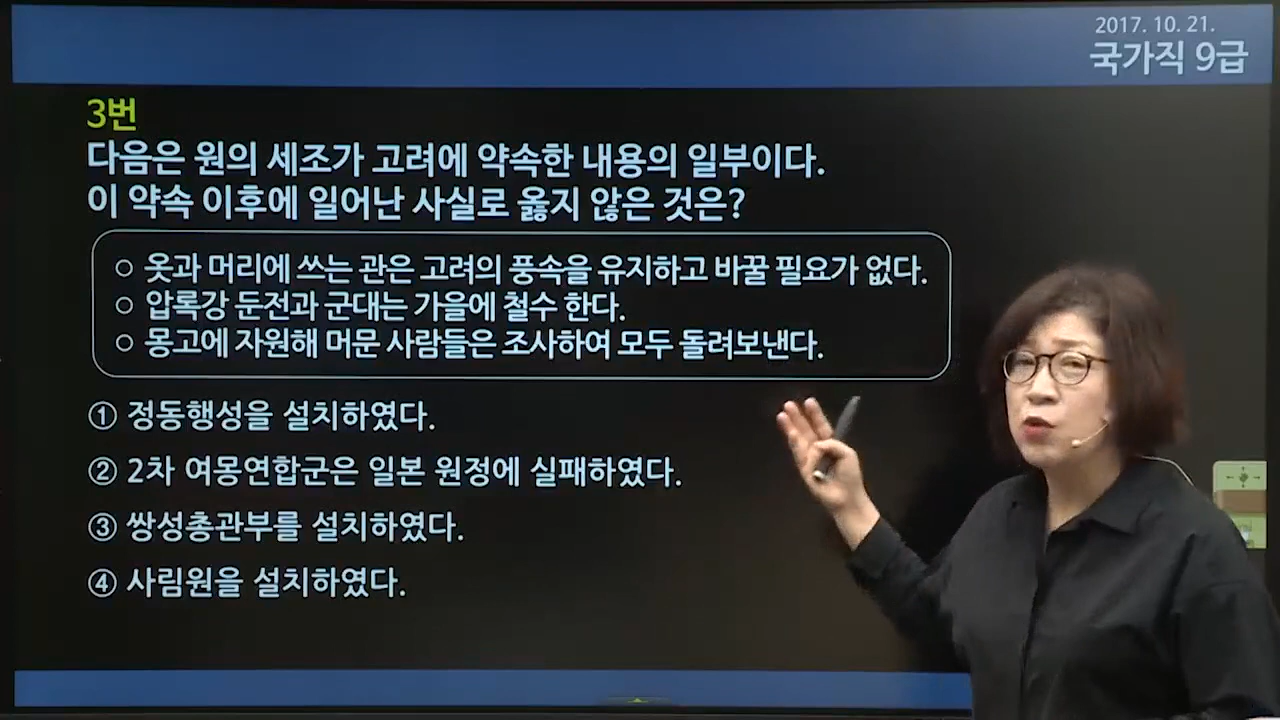 2017. 10. 21.
국가직 9급
3번
다음은 원의 세조가 고려에 약속한 내용의 일부이다.
이 약속 이후에 일어난 사실로 옳지 않은 것은?
○ 옷과 머리에 쓰는 관은 고려의 풍속을 유지하고 바꿀 필요가 없다.
○ 압록강 둔전과 군대는 가을에 철수 한다.
○ 몽고에 자원해 머문 사람들은 조사하여 모두 돌려보낸다.
① 정동행성을 설치하였다.
② 2차 여몽연합군은 일본 원정에 실패하였다.
③ 쌍성총관부를 설치하였다.
④ 사림원을 설치하였다.